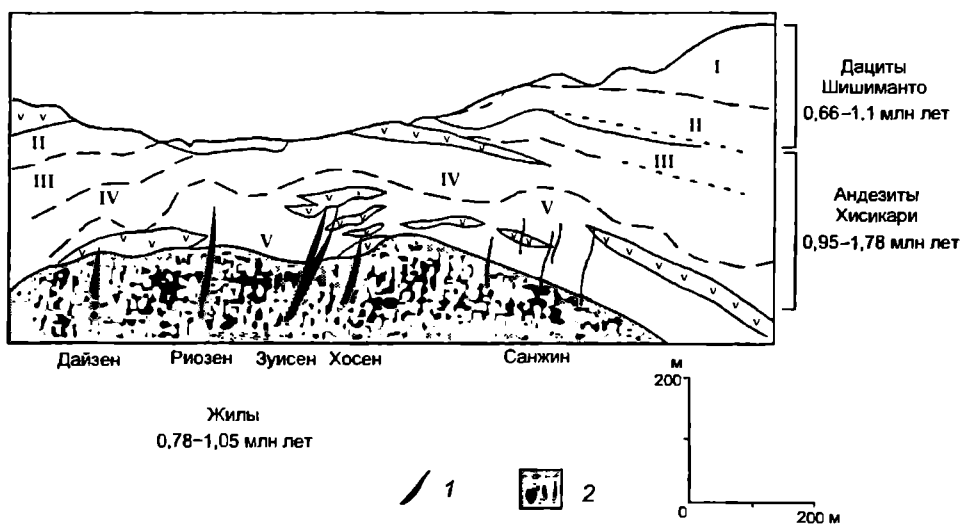 I
II
III
II
III
IV
IV
V
V
Дациты
Шишиманто
0,66–1,1 млн лет
Андезиты
Хисикари
0,95–1,78 млн лет
Дайзен Риозен Зуисен Хосен Санжин
Жилы
0,78–1,05 млн лет
1 2
м
200
0
200 м